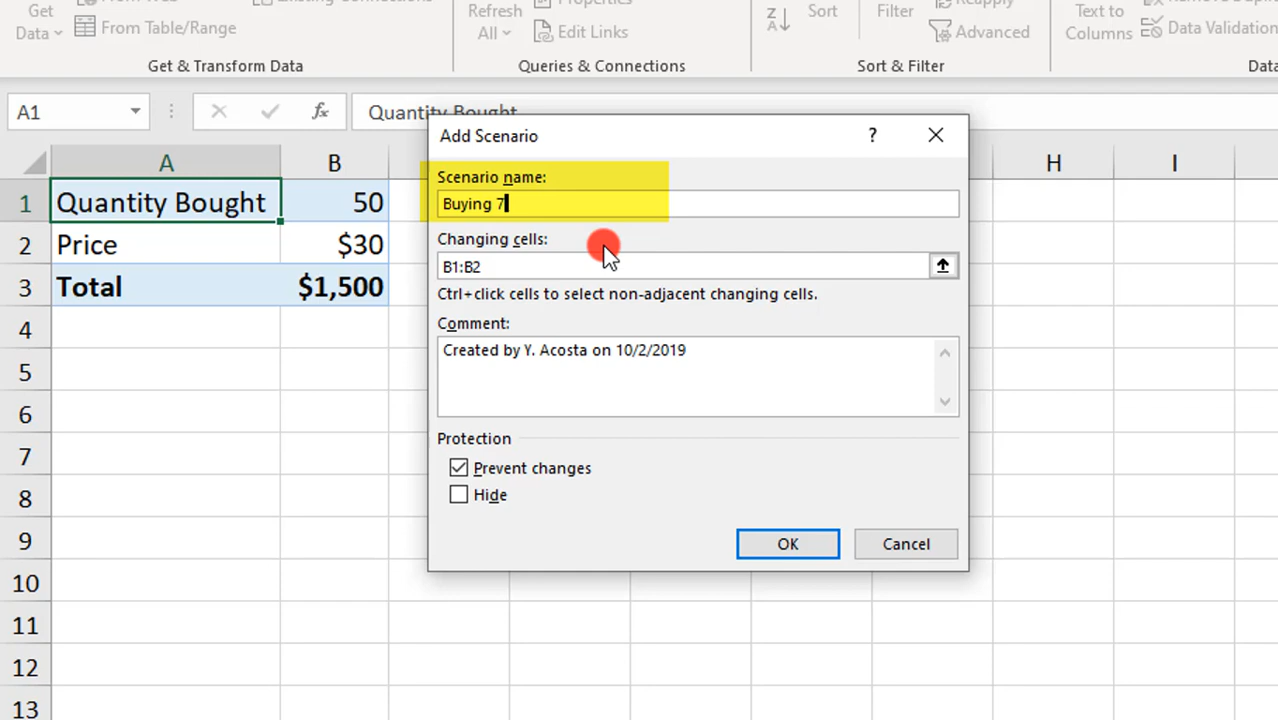 Get
Data
From Table/Range
Get & Transform Data
Refresh
All
Properties
Edit Links
Queries & Connections
Z
A
Sort
Filter
Reapply
Advanced
Sort & Filter
Text to
Columns
Data Validation
Data
A1
fx
Quantity Bought
A
B
H
I
1
Quantity Bought
50
2
Price
$30
3
Total
$1,500
4
5
6
7
8
9
10
11
12
13
Add Scenario
?
Scenario name:
Buying 7
Changing cells:
B1:B2
Ctrl+click cells to select non-adjacent changing cells.
Comment:
Created by Y. Acosta on 10/2/2019
Protection
Prevent changes
Hide
OK
Cancel